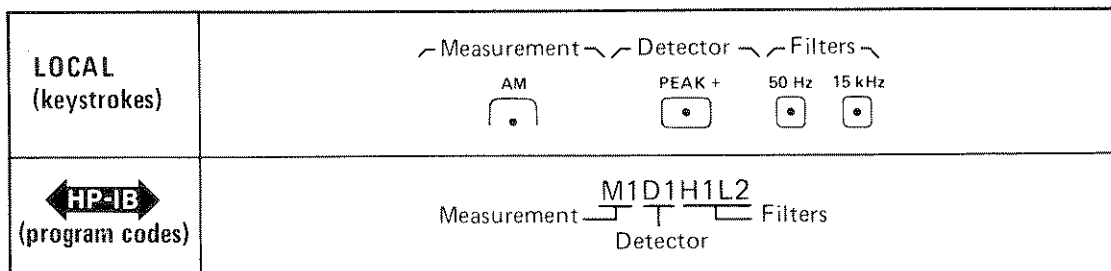 LOCAL
(keystrokes)
Measurement Detector Filters
AM PEAK + 50 Hz 15 kHz
HP-IB
(program codes)
M1D1H1L2
Measurement Filters
Detector